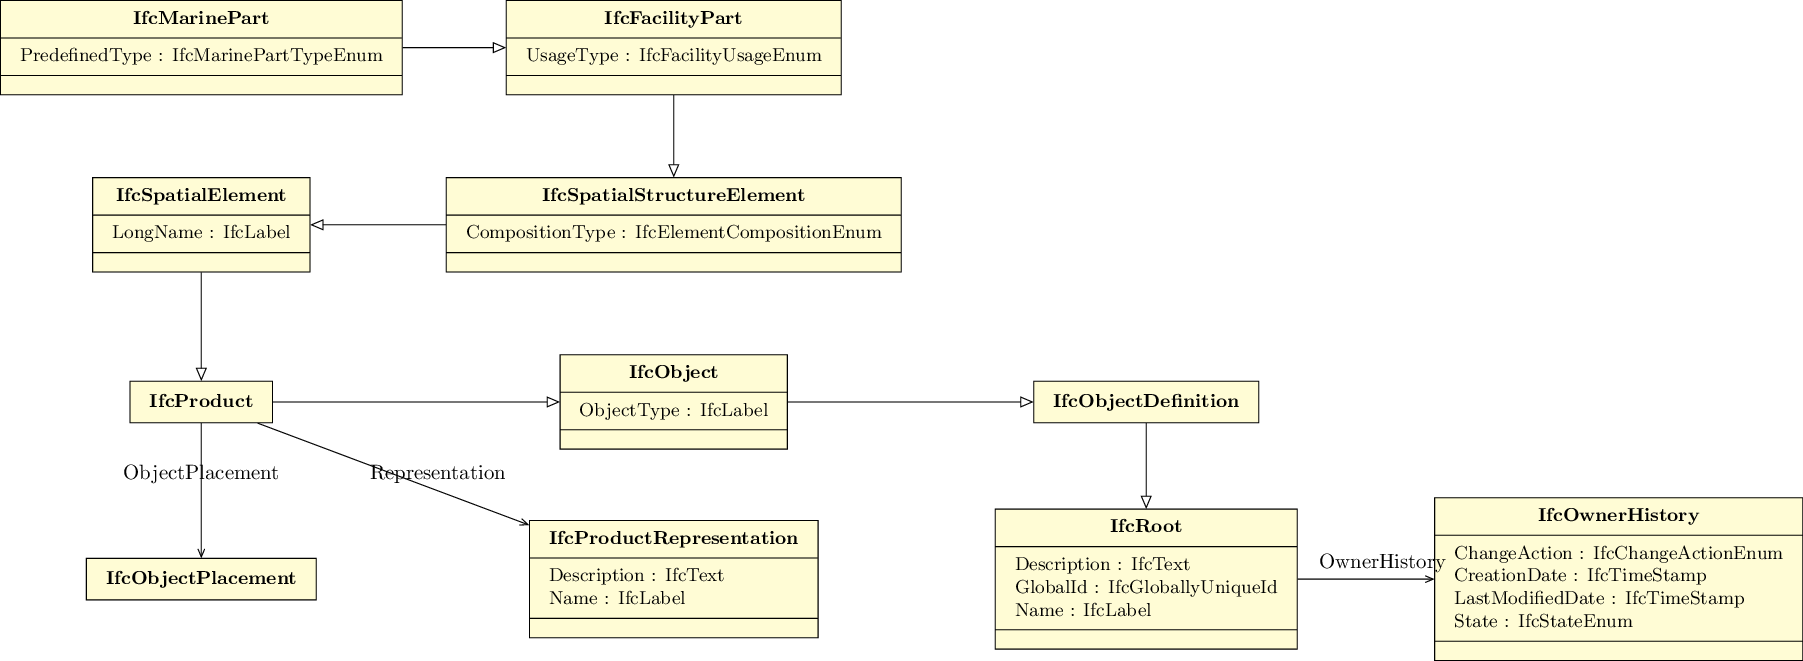 IfcMarinePart
PredefinedType : IfcMarinePartTypeEnum
IfcFacilityPart
UsageType : IfcFacilityUsageEnum
IfcSpatialElement
LongName : IfcLabel
IfcSpatialStructureElement
CompositionType : IfcElementCompositionEnum
IfcProduct
IfcObject
ObjectType : IfcLabel
IfcObjectDefinition
ObjectPlacement
Representation
IfcObjectPlacement
IfcProductRepresentation
Description : IfcText
Name : IfcLabel
IfcRoot
Description : IfcText
GlobalId : IfcGloballyUniqueId
Name : IfcLabel
OwnerHistory
IfcOwnerHistory
ChangeAction : IfcChangeActionEnum
CreationDate : IfcTimeStamp
LastModifiedDate : IfcTimeStamp
State : IfcStateEnum